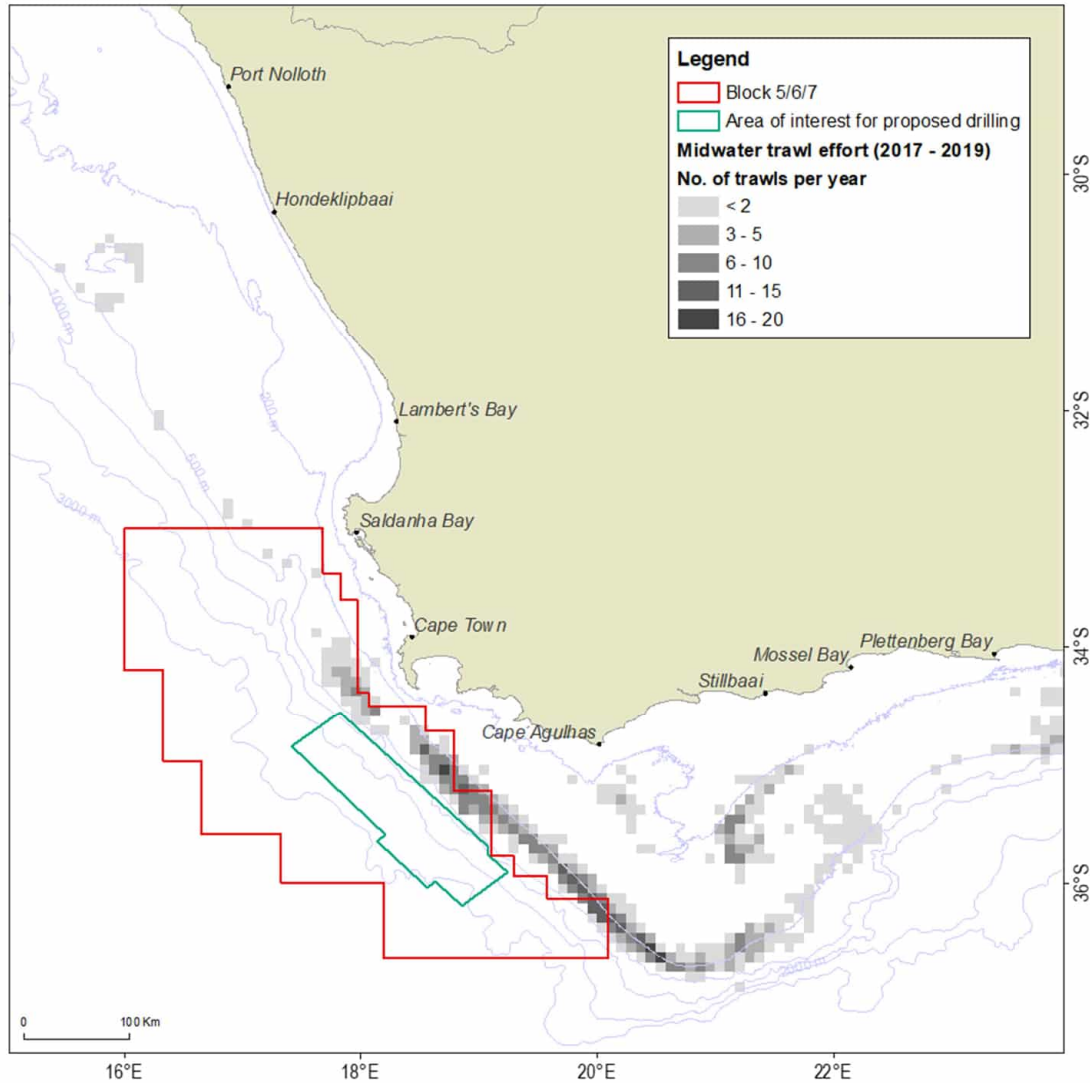 Port Nolloth
Legend
Block 5/6/7
Area of interest for proposed drilling
Midwater trawl effort (2017 - 2019)
No. of trawls per year
< 2
3 - 5
6 - 10
11 - 15
16 - 20
30°S
Hondeklipbaai
1000 m
200 m
Lambert's Bay
32°S
500 m
3000 m
Saldanha Bay
Cape Town
Plettenberg Bay
34°S
Mossel Bay
Stillbaai
Cape Agulhas
36°S
0 100 Km
16°E 18°E 20°E 22°E